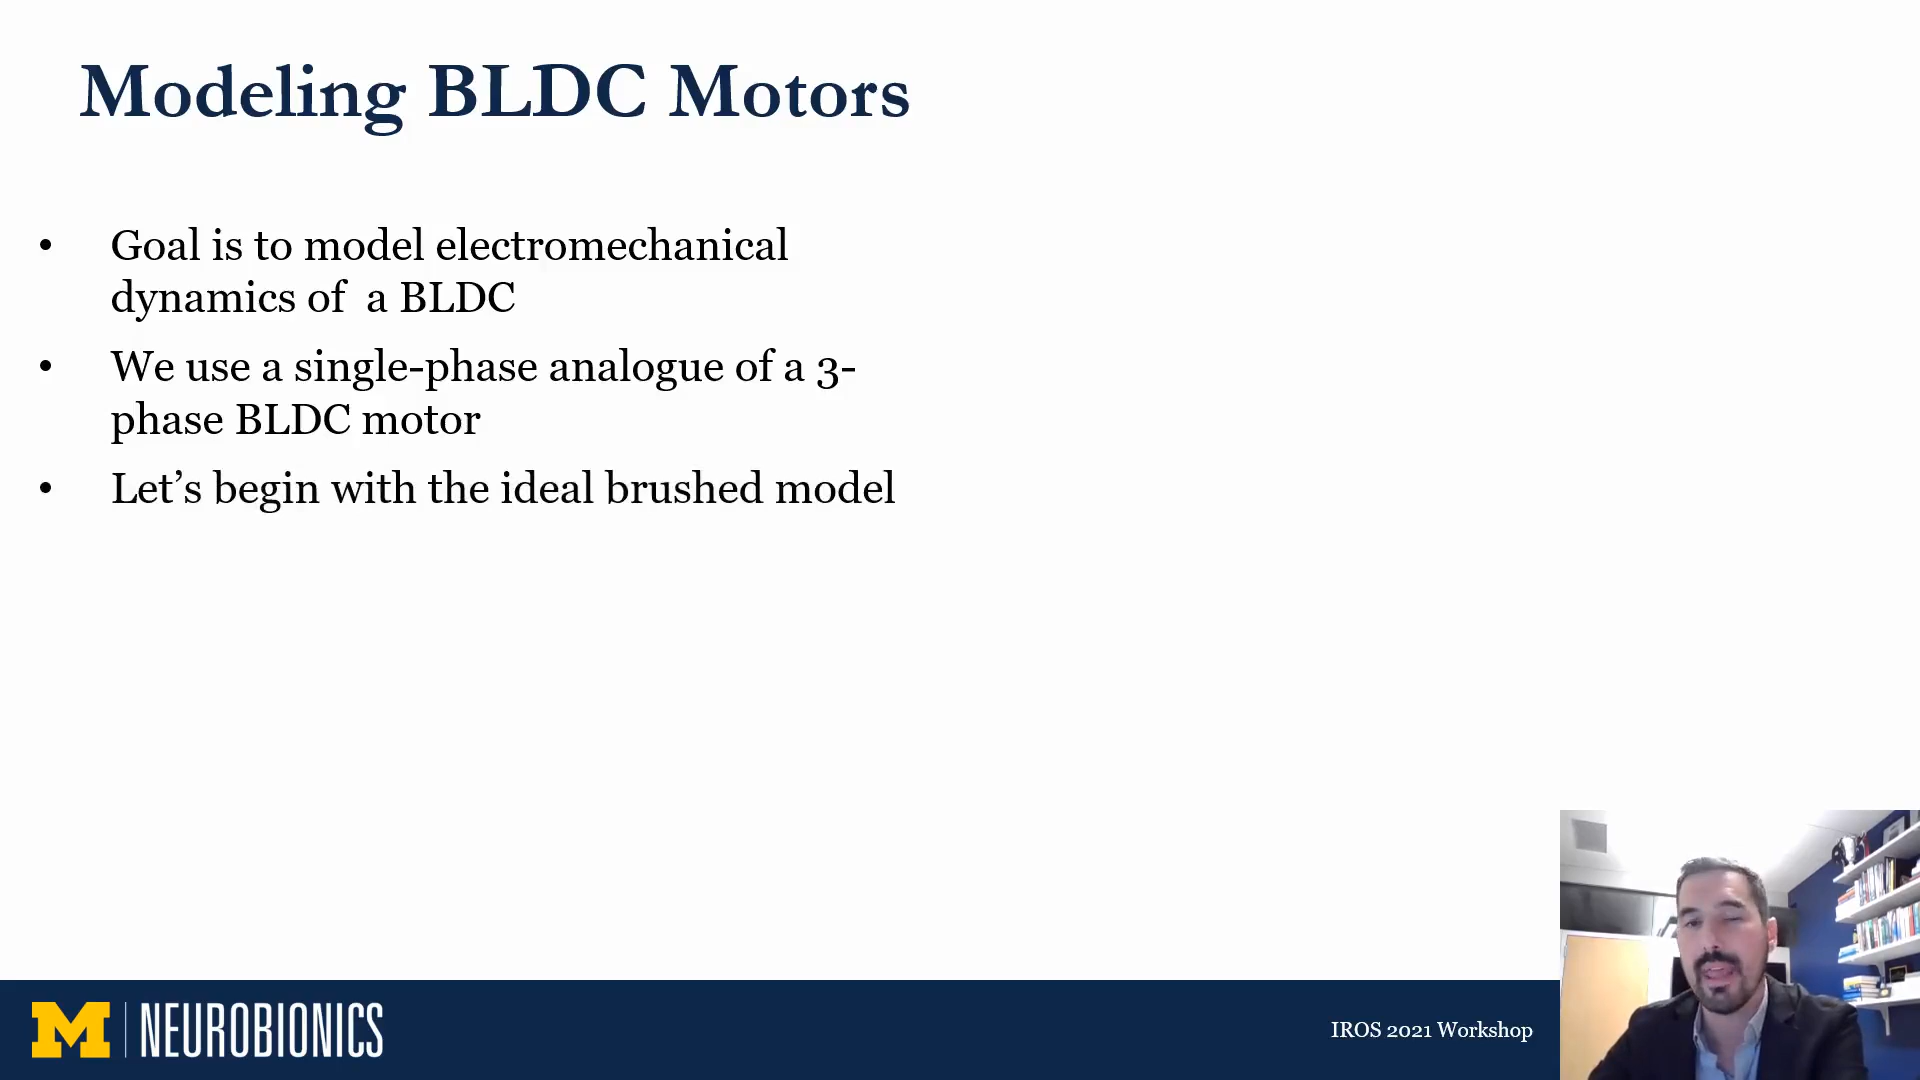 Modeling BLDC Motors
• Goal is to model electromechanical
dynamics of  a BLDC
• We use a single-phase analogue of a 3-
phase BLDC motor
• Let’s begin with the ideal brushed model
M | NEUROBIONICS
IROS 2021 Workshop